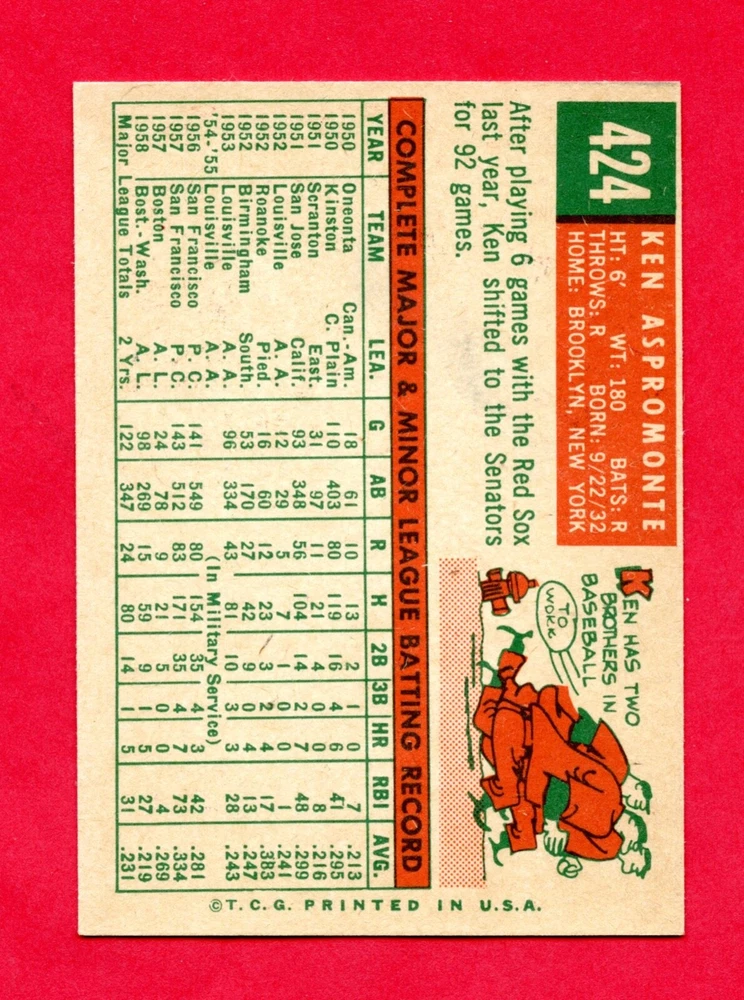 424
KEN ASPROMONTE
HT: 6' WT: 180 BATS: R
THROWS: R BORN: 9/22/32
HOME: BROOKLYN, NEW YORK
After playing 6 games with the Red Sox
last year, Ken shifted to the Senators
for 92 games.
KEN HAS TWO
BROTHERS IN
BASEBALL
TO
WORK
COMPLETE MAJOR & MINOR LEAGUE BATTING RECORD
YEAR TEAM LEA. G AB R H 2B 3B HR RBI AVG.
1950 Oneonta Can.-Am. 18 61 10 13 2 1 0 7 .213
1950 Kinston C. Plain 110 403 80 119 16 4 6 41 .295
1951 Scranton East. 31 97 11 21 4 0 0 8 .216
1951 San Jose Calif. 93 348 56 104 14 2 7 48 .299
1952 Louisville A. A. 12 29 5 7 1 0 0 1 .241
1952 Roanoke Pied. 16 60 12 23 3 2 4 17 .383
1952 Birmingham South. 53 170 27 42 9 0 4 13 .247
1953 Louisville A. A. 96 334 43 81 10 3 3 28 .243
'54-'55 Louisville A. A. (In Military Service)
1956 San Francisco P. C. 141 549 80 154 35 4 3 42 .281
1957 San Francisco P. C. 143 512 83 171 35 4 7 73 .334
1957 Boston A. L. 24 78 9 21 5 0 0 4 .269
1958 Bost.-Wash. A. L. 98 269 15 59 9 1 5 27 .219
Major League Totals 2 Yrs. 122 347 24 80 14 1 5 31 .231
© T.C.G. PRINTED IN U.S.A.